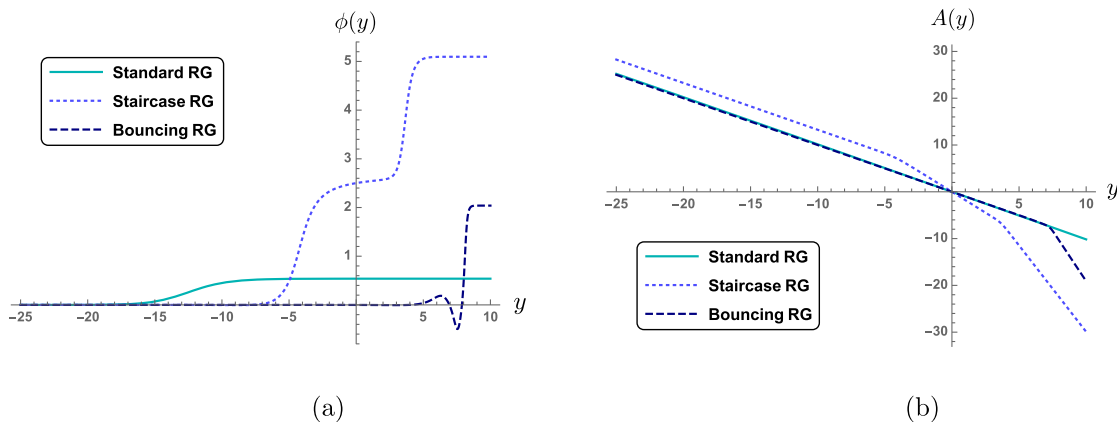 ϕ(y)
Standard RG
Staircase RG
Bouncing RG
5
4
3
2
1
−25 −20 −15 −10 −5 5 10 y
(a)
A(y)
30
20
10
−25 −20 −15 −10 −5 5 10 y
−10
−20
−30
Standard RG
Staircase RG
Bouncing RG
(b)